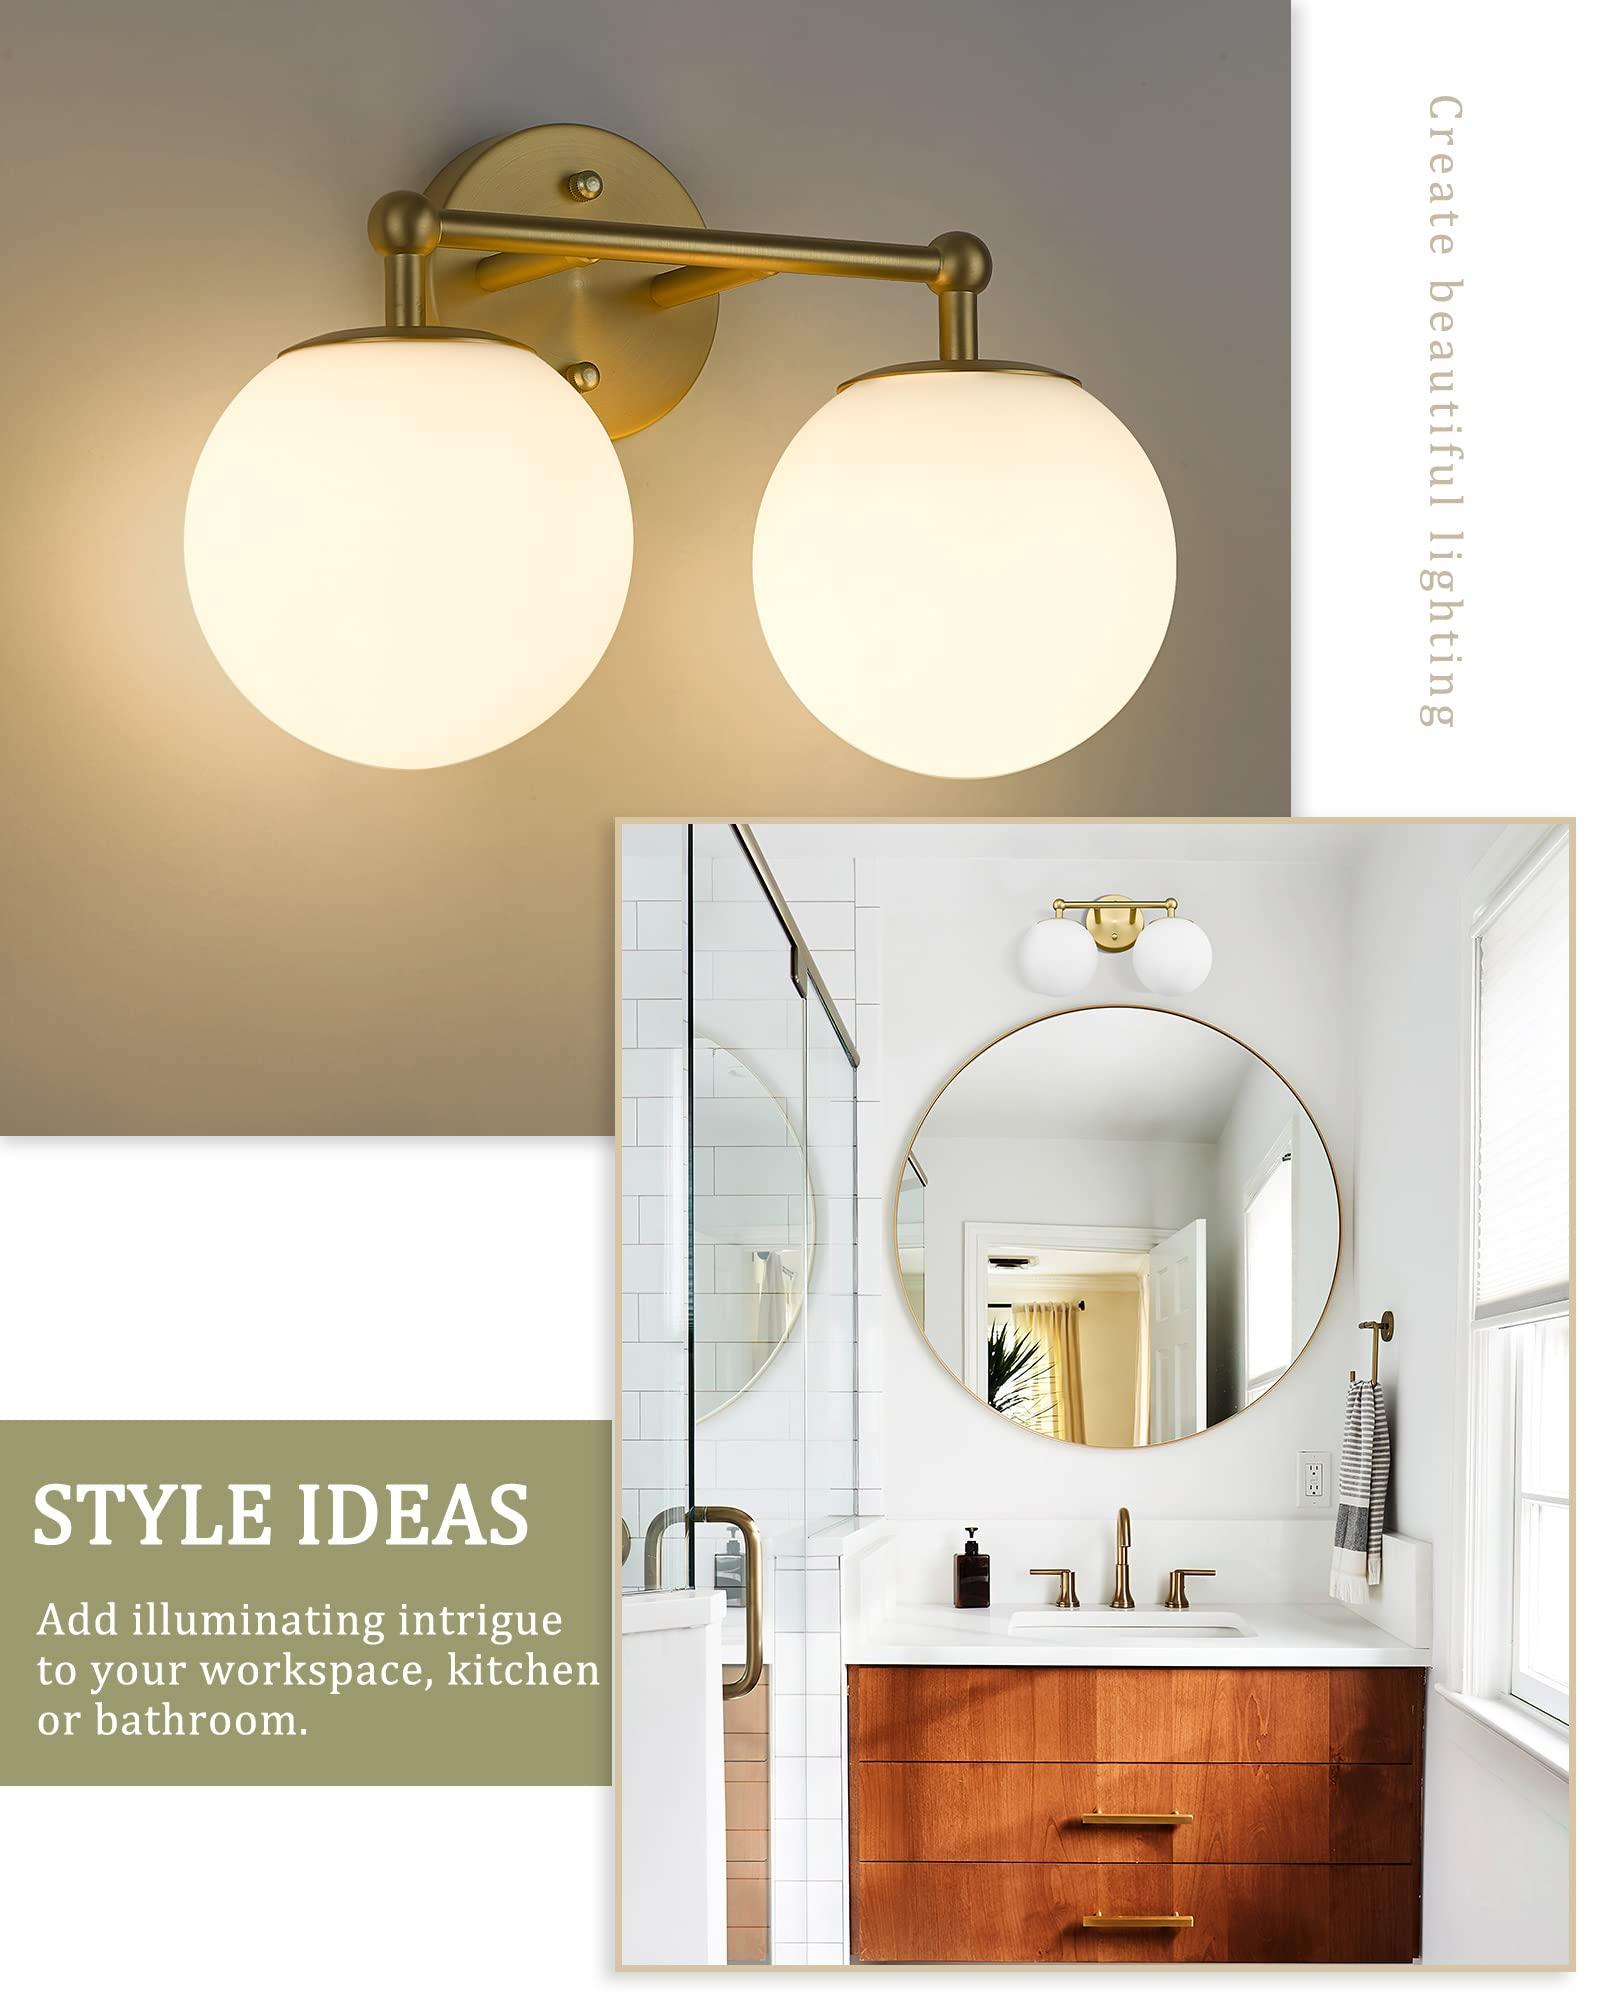 Create beautiful lighting
STYLE IDEAS
Add illuminating intrigue
to your workspace, kitchen
or bathroom.